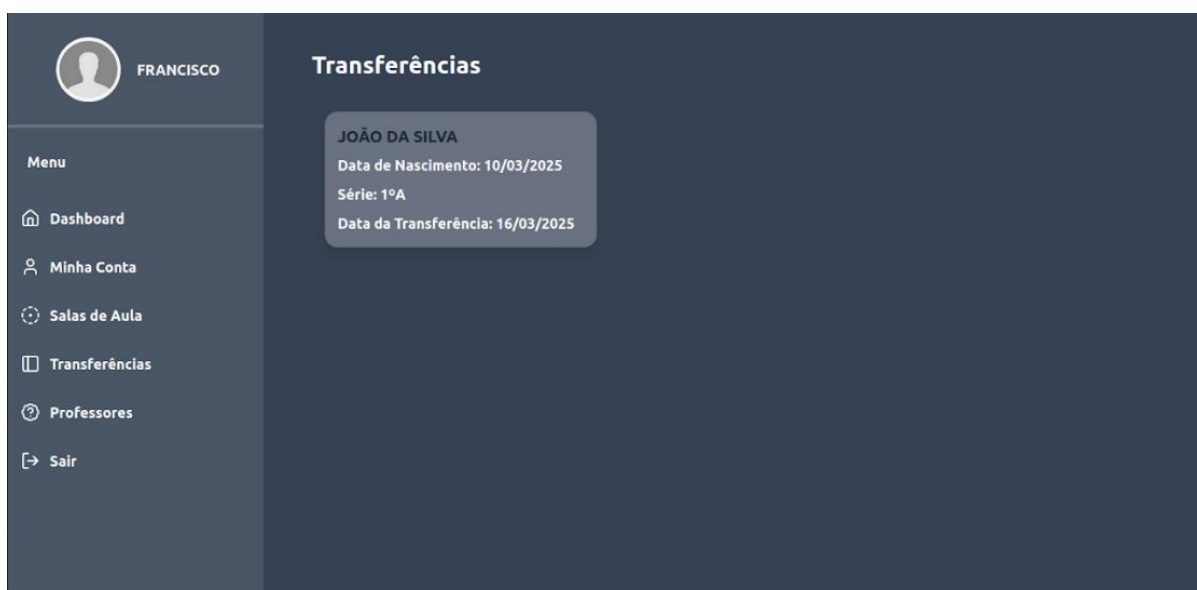 FRANCISCO
Menu
Dashboard
Minha Conta
Salas de Aula
Transferências
Professores
Sair
Transferências
JOÃO DA SILVA
Data de Nascimento: 10/03/2025
Série: 1ºA
Data da Transferência: 16/03/2025